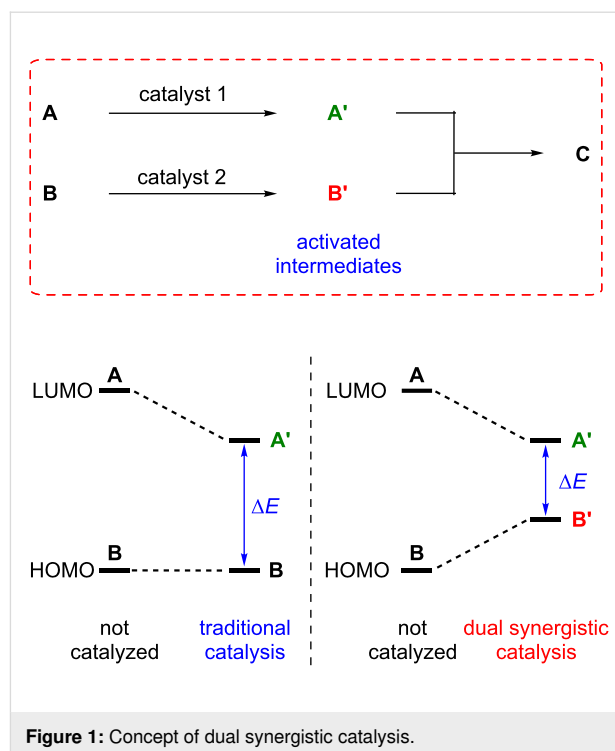 A catalyst 1 A'
C
B catalyst 2 B'
activated
intermediates
A A
LUMO LUMO
A' A'
ΔE ΔE
B'
B B
HOMO B HOMO
not traditional not dual synergistic
catalyzed catalysis catalyzed catalysis
Figure 1: Concept of dual synergistic catalysis.